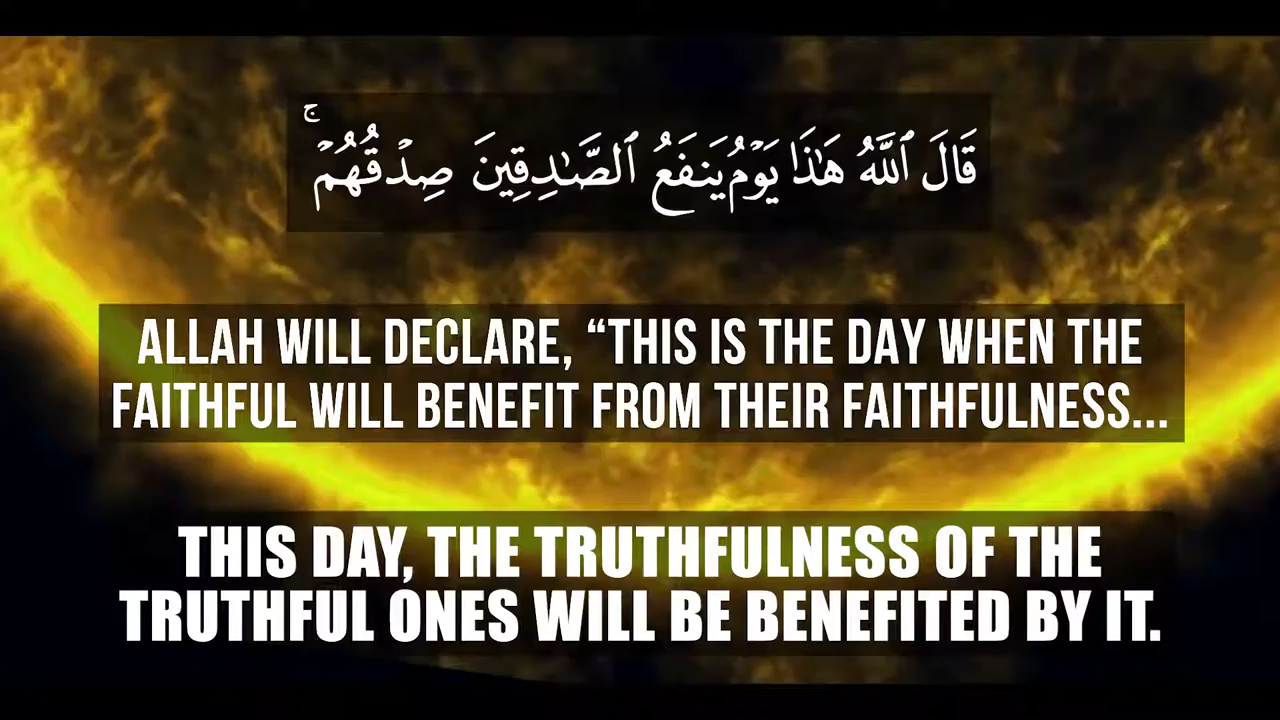 قَالَ ٱللَّهُ هَـٰذَا يَوۡمُ يَنفَعُ ٱلصَّـٰدِقِينَ صِدۡقُهُمۡۚ
ALLAH WILL DECLARE, “THIS IS THE DAY WHEN THE
FAITHFUL WILL BENEFIT FROM THEIR FAITHFULNESS...
THIS DAY, THE TRUTHFULNESS OF THE
TRUTHFUL ONES WILL BE BENEFITED BY IT.